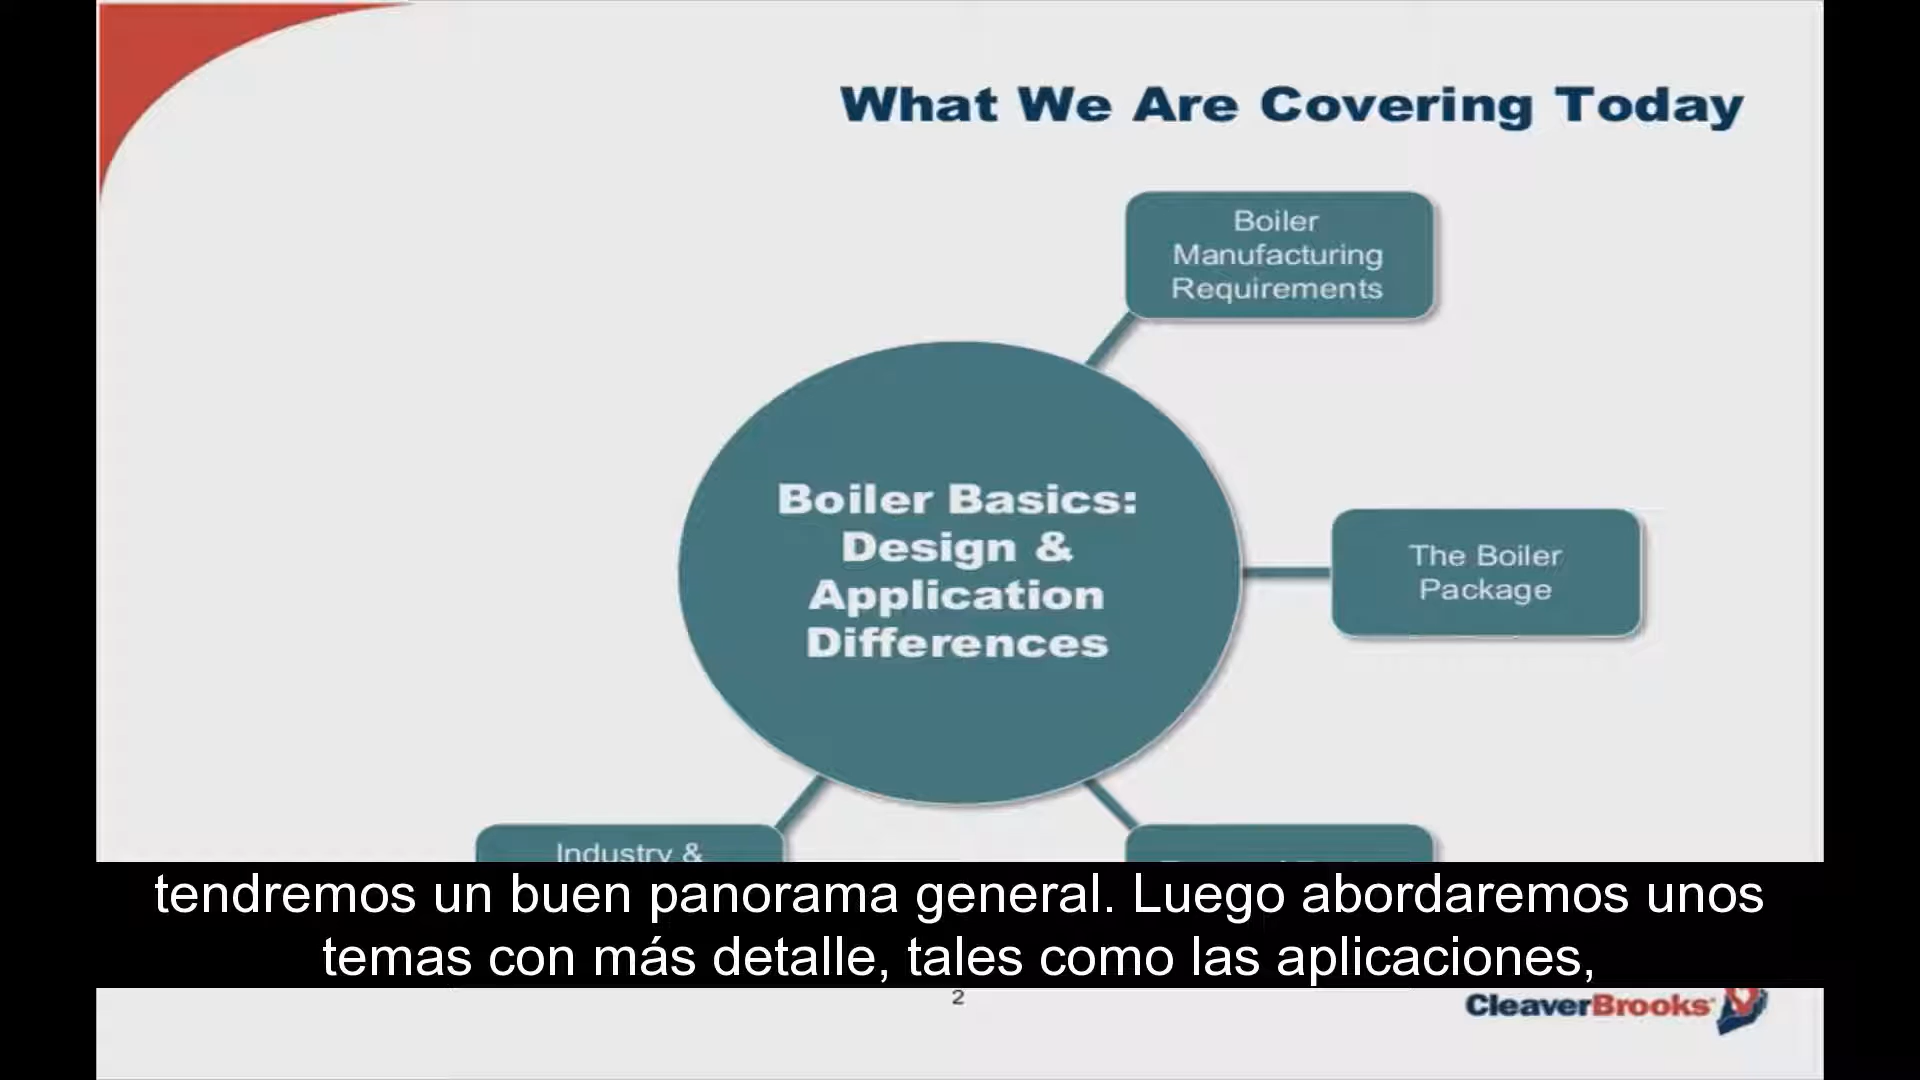 What We Are Covering Today
Boiler
Manufacturing
Requirements
Boiler Basics:
Design &
Application
Differences
The Boiler
Package
Industry &
tendremos un buen panorama general. Luego abordaremos unos
temas con más detalle, tales como las aplicaciones,
2
CleaverBrooks